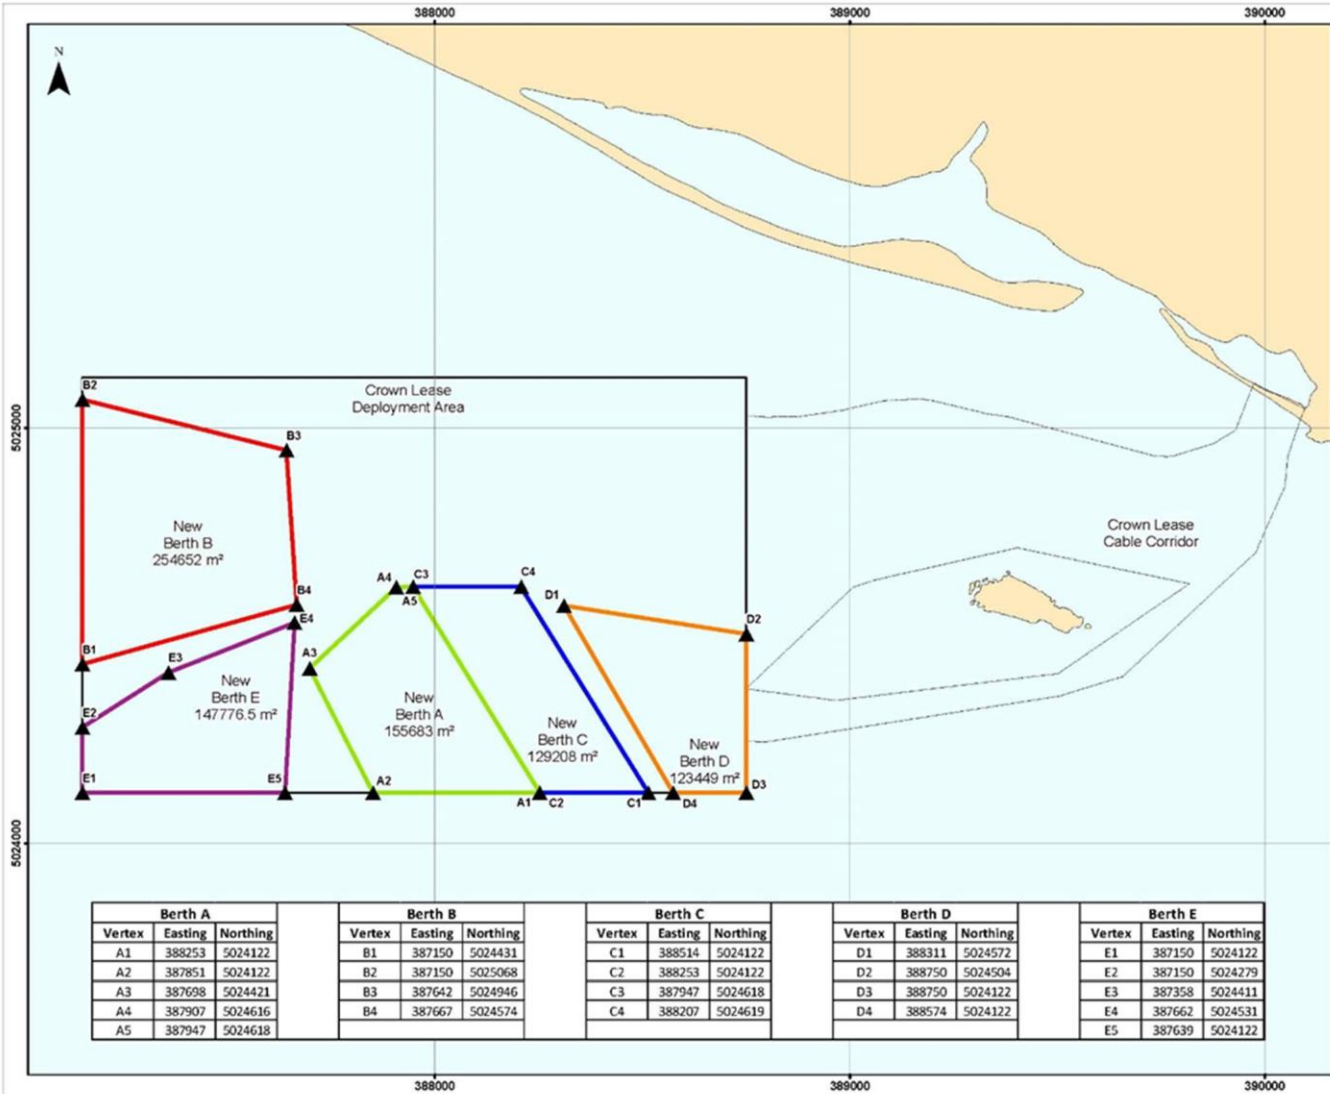 388000 389000 390000
N
5025000
5024000
Crown Lease
Deployment Area
B2
B3
New
Berth B
254652 m²
Crown Lease
Cable Corridor
B4
A4 C3 C4
A5 D1
E4
D2
B1
E3
A3
New
Berth E
147776.5 m²
New
Berth A
155683 m²
E2
New
Berth C
129208 m²
New
Berth D
123449 m²
E1 E5 A2 D3
A1 C2 C1 D4
Berth A
Vertex Easting Northing
A1 388253 5024122
A2 387851 5024122
A3 387698 5024421
A4 387907 5024616
A5 387947 5024618
Berth B
Vertex Easting Northing
B1 387150 5024431
B2 387150 5025068
B3 387642 5024946
B4 387667 5024574
Berth C
Vertex Easting Northing
C1 388514 5024122
C2 388253 5024122
C3 387947 5024618
C4 388207 5024619
Berth D
Vertex Easting Northing
D1 388311 5024572
D2 388750 5024504
D3 388750 5024122
D4 388574 5024122
Berth E
Vertex Easting Northing
E1 387150 5024122
E2 387150 5024279
E3 387358 5024411
E4 387662 5024531
E5 387639 5024122
388000 389000 390000